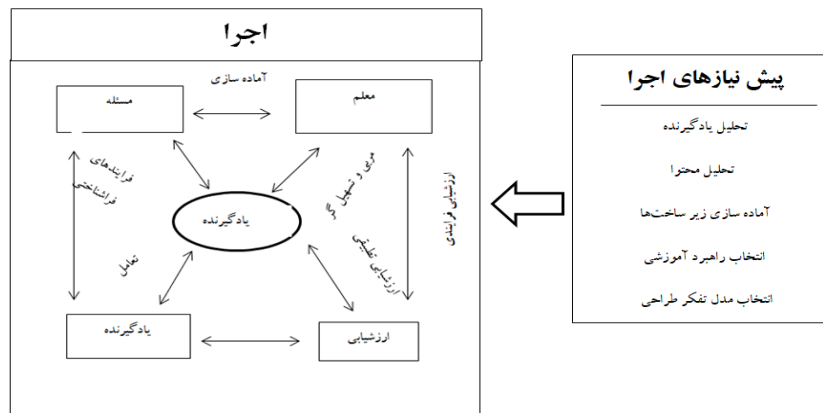 اجرا
پیش نیازهای اجرا
تحلیل یادگیرنده
تحلیل محتوا
آماده سازی زیر ساخت‌ها
انتخاب راهبرد آموزشی
انتخاب مدل تفکر طراحی
آماده سازی
معلم
مسئله
مربی و تسهیل گر
فرایندهای
فراشناختی
ارزشیابی فرایندی
یادگیرنده
ارزشیابی تطبیقی
تعامل
ارزشیابی
یادگیرنده